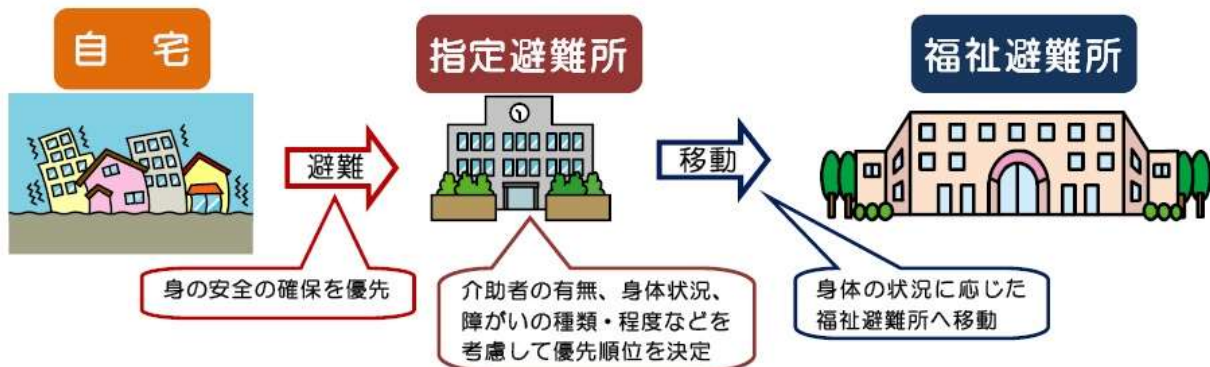 自 宅
指定避難所
福祉避難所
避難
移動
身の安全の確保を優先
介助者の有無、身体状況、
障がいの種類・程度などを
考慮して優先順位を決定
身体の状況に応じた
福祉避難所へ移動